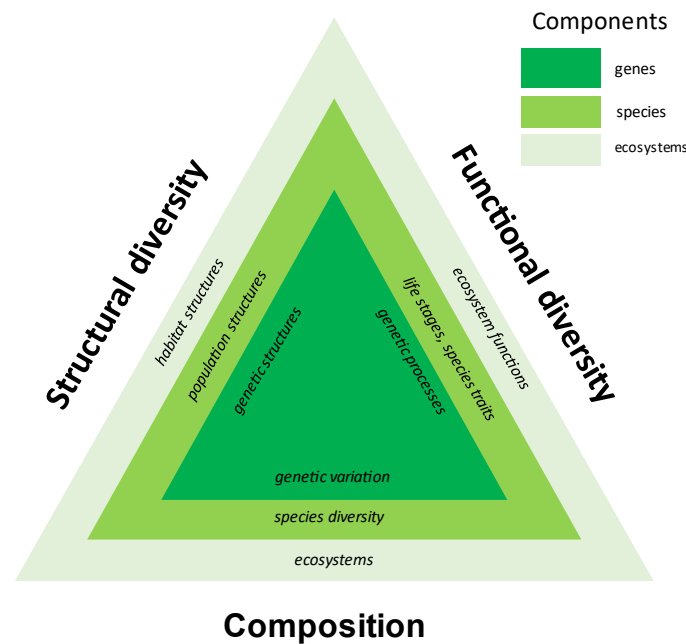 Components
genes
species
ecosystems
Structural diversity
Functional diversity
habitat structures
population structures
genetic structures
genetic processes
life stages, species traits
ecosystem functions
genetic variation
species diversity
ecosystems
Composition